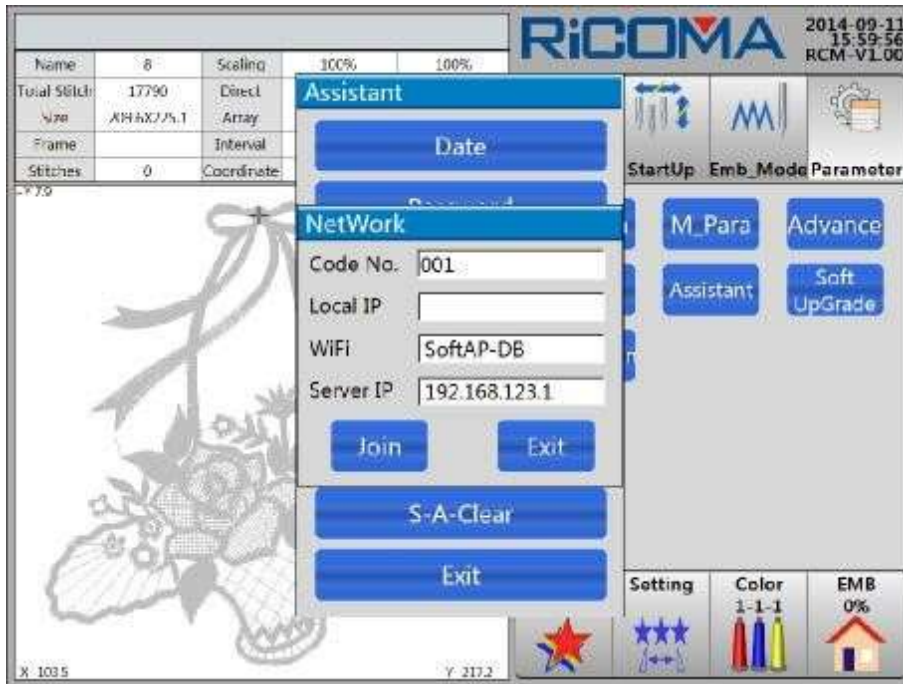 RiCOMA
2014-09-11
15:59:56
RCM-V1.00
Name 8 Scaling 100% 100%
Total Stitch 17790 Direct
Size Array
Frame Interval
Stitches 0 Coordinate
StartUp Emb_Mode Parameter
Assistant
Date
NetWork
Code No. 001
Local IP
WiFi SoftAP-DB
Server IP 192.168.123.1
Join Exit
S-A-Clear
Exit
M_Para Advance
Assistant Soft
UpGrade
Setting Color EMB
1-1-1 0%
X 103.5 Y 217.2